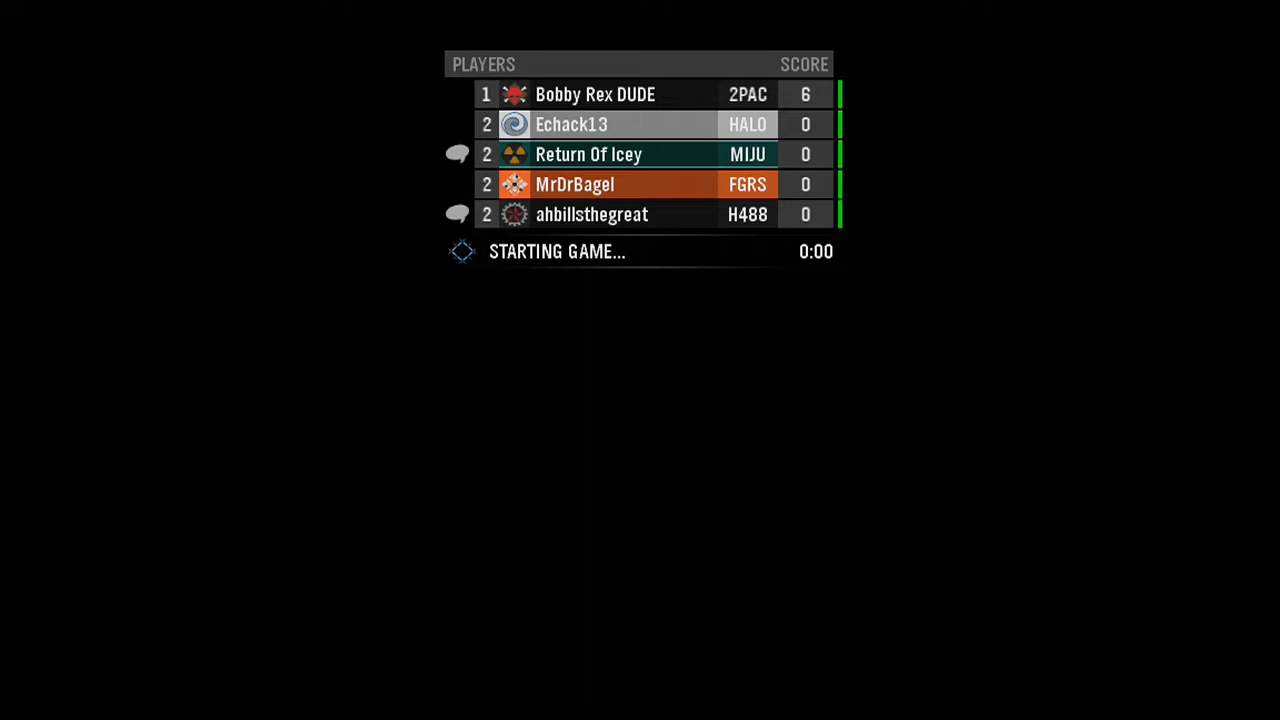 PLAYERS SCORE
1 Bobby Rex DUDE 2PAC 6
2 Echack13 HALO 0
2 Return Of Icey MIJU 0
2 MrDrBagel FGRS 0
2 ahbillsthegreat H488 0
STARTING GAME... 0:00